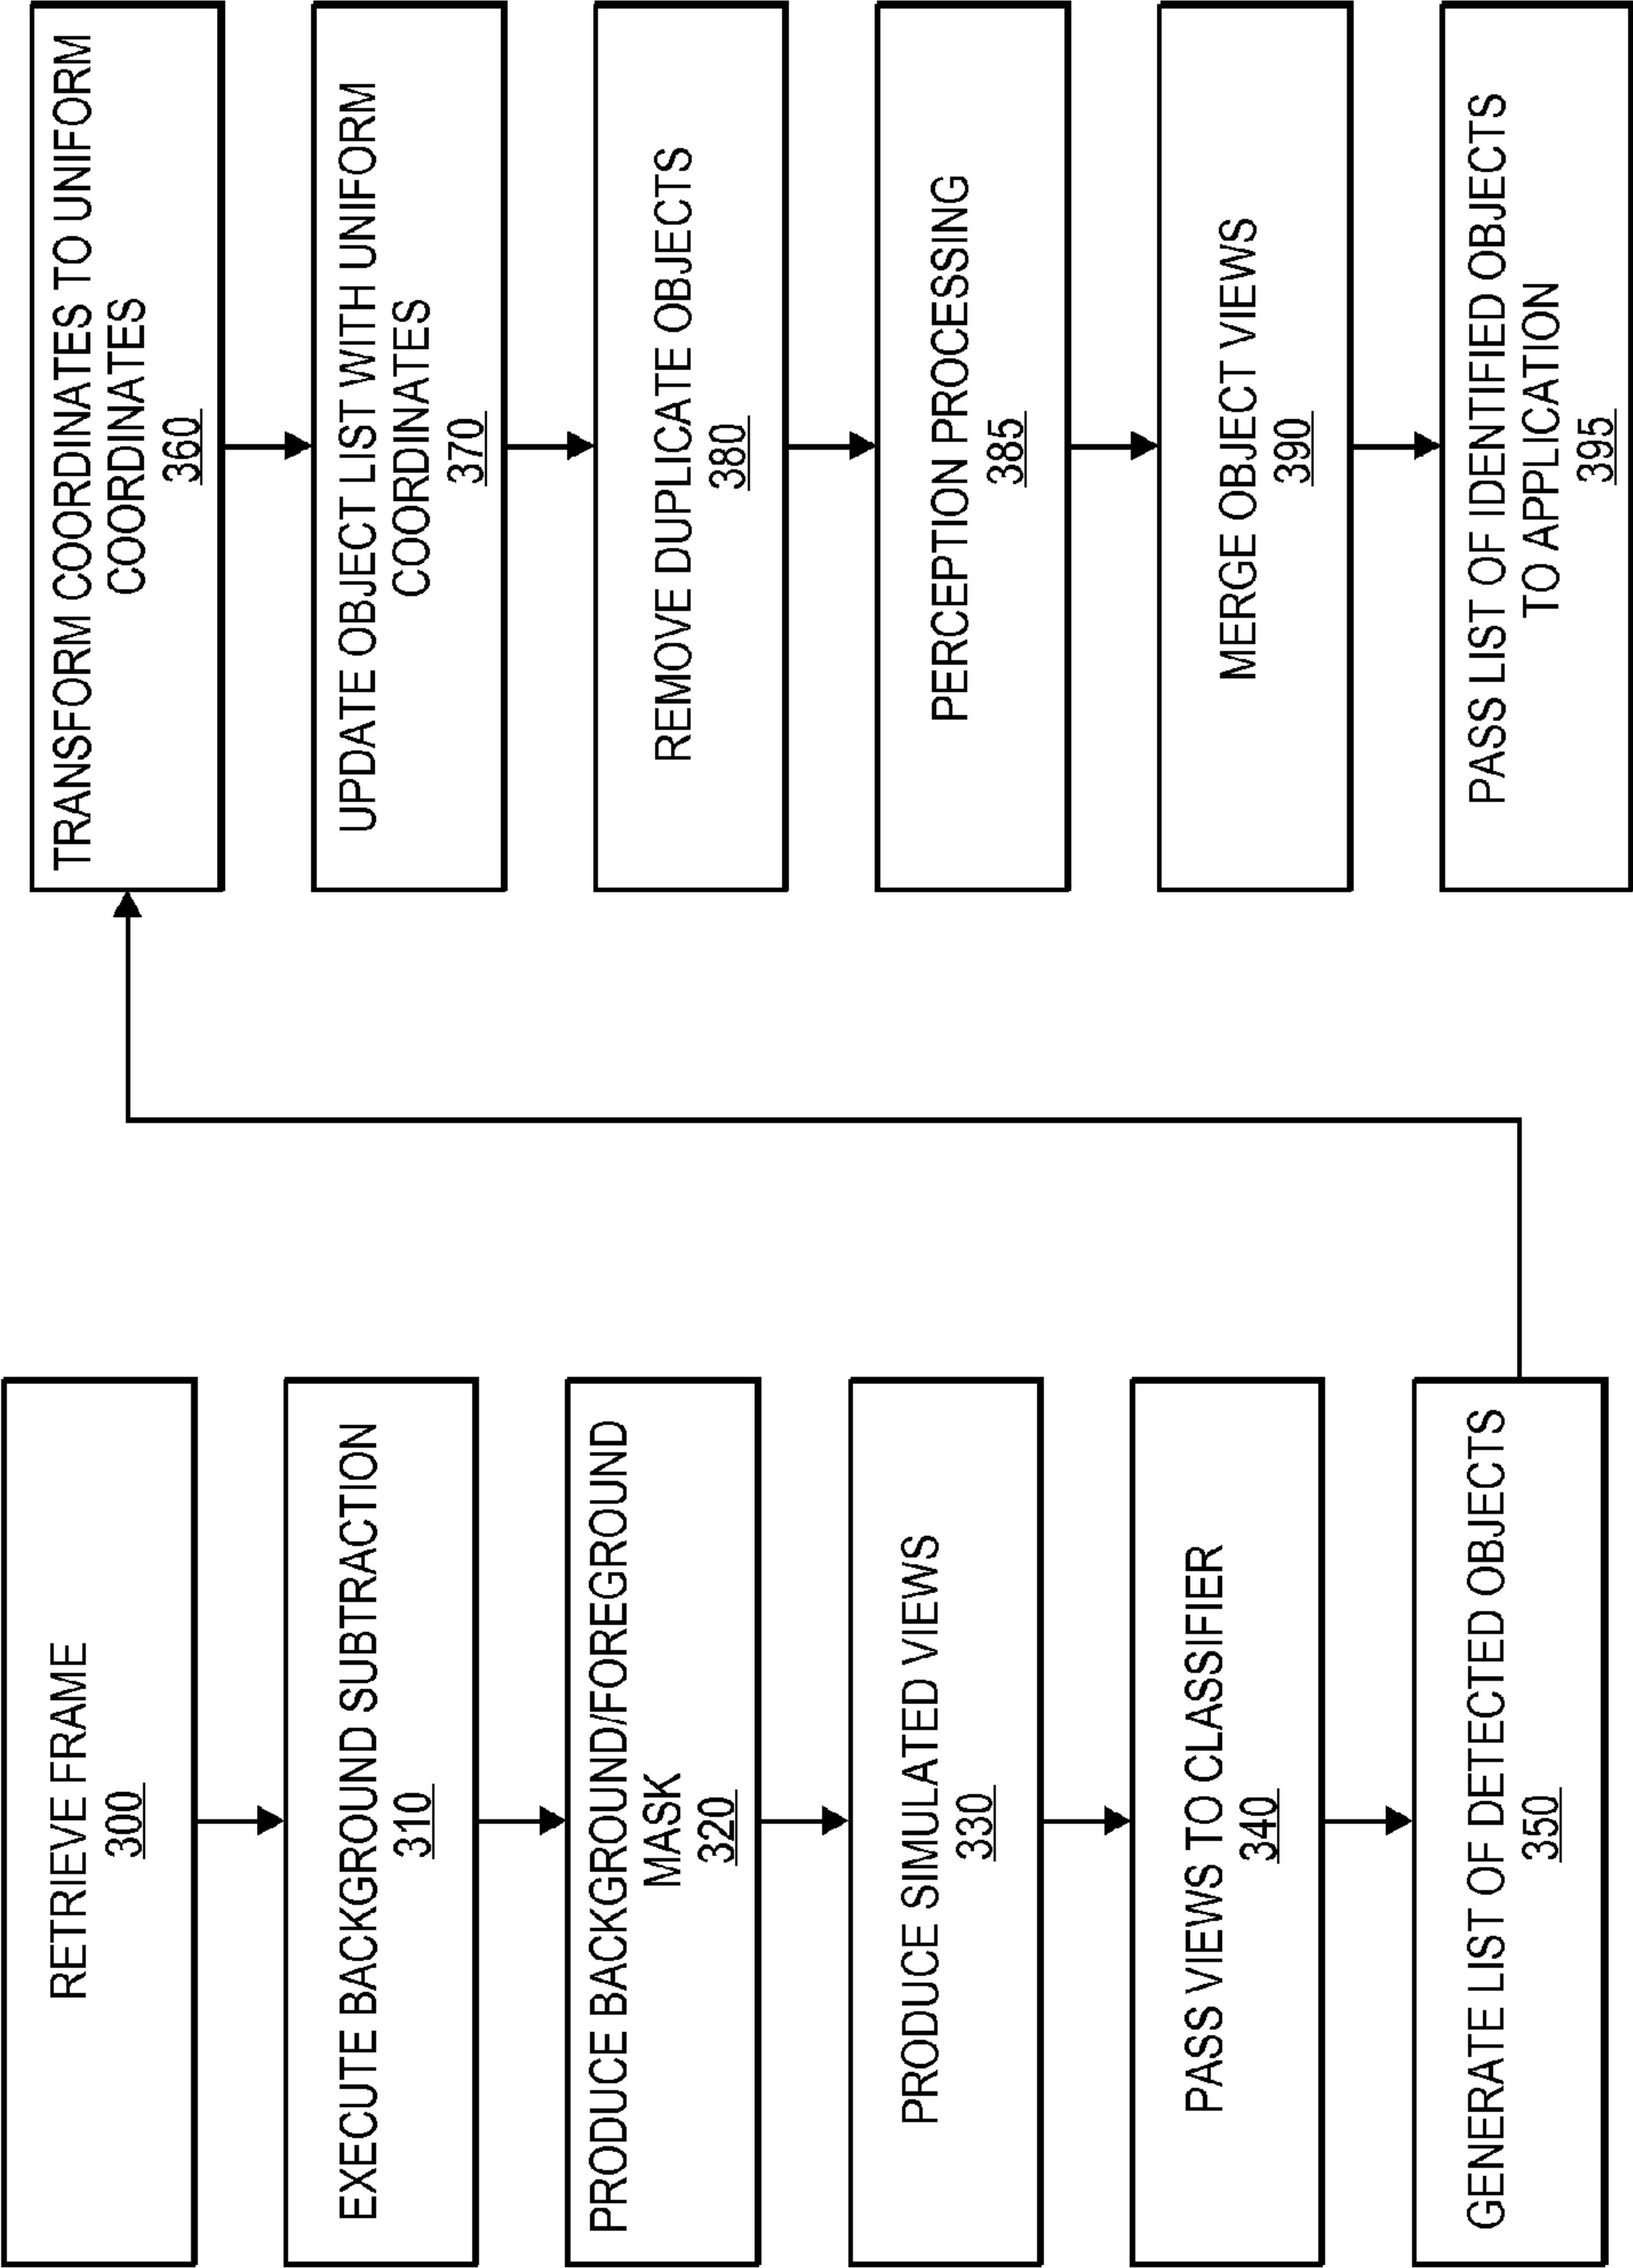 RETRIEVE FRAME
300
EXECUTE BACKGROUND SUBTRACTION
310
PRODUCE BACKGROUND/FOREGROUND
MASK
320
PRODUCE SIMULATED VIEWS
330
PASS VIEWS TO CLASSIFIER
340
GENERATE LIST OF DETECTED OBJECTS
350
TRANSFORM COORDINATES TO UNIFORM
COORDINATES
360
UPDATE OBJECT LIST WITH UNIFORM
COORDINATES
370
REMOVE DUPLICATE OBJECTS
380
PERCEPTION PROCESSING
385
MERGE OBJECT VIEWS
390
PASS LIST OF IDENTIFIED OBJECTS
TO APPLICATION
395